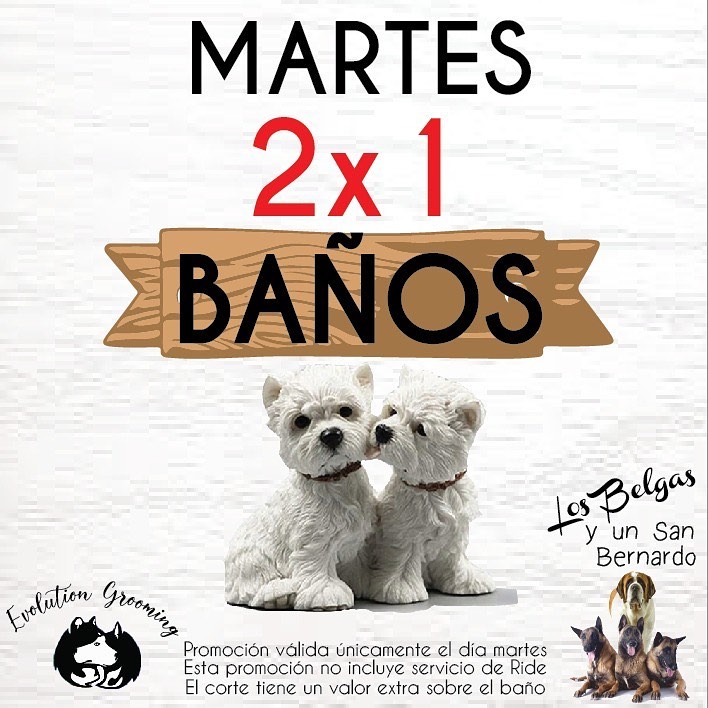 MARTES
2x1
BAÑOS
Los Belgas
y un San
Bernardo
Evolution Grooming
Promoción válida únicamente el día martes
Esta promoción no incluye servicio de Ride
El corte tiene un valor extra sobre el baño